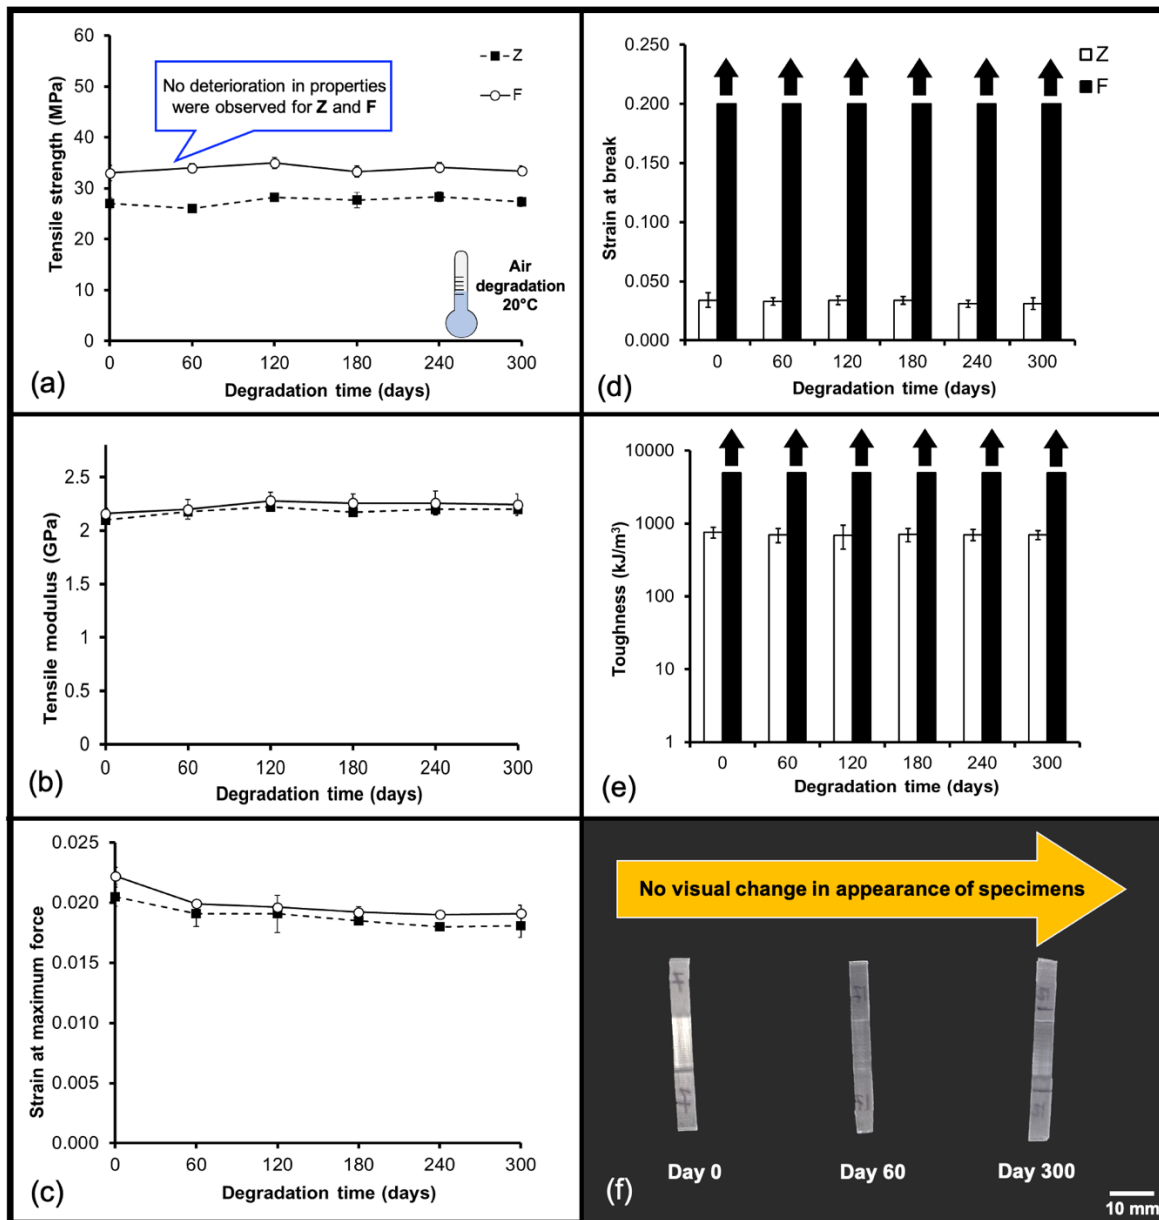 60
50
40
30
20
10
0
Tensile strength (MPa)
No deterioration in properties
were observed for Z and F
Z
F
Air
degradation
20°C
0 60 120 180 240 300
Degradation time (days)
(a)
0.250
0.200
0.150
0.100
0.050
0.000
Strain at break
Z
F
0 60 120 180 240 300
Degradation time (days)
(d)
2.5
2
1.5
1
0.5
0
Tensile modulus (GPa)
0 60 120 180 240 300
Degradation time (days)
(b)
10000
1000
100
10
1
Toughness (kJ/m³)
0 60 120 180 240 300
Degradation time (days)
(e)
0.025
0.020
0.015
0.010
0.005
0.000
Strain at maximum force
0 60 120 180 240 300
Degradation time (days)
(c)
No visual change in appearance of specimens
Day 0 Day 60 Day 300
(f)
10 mm